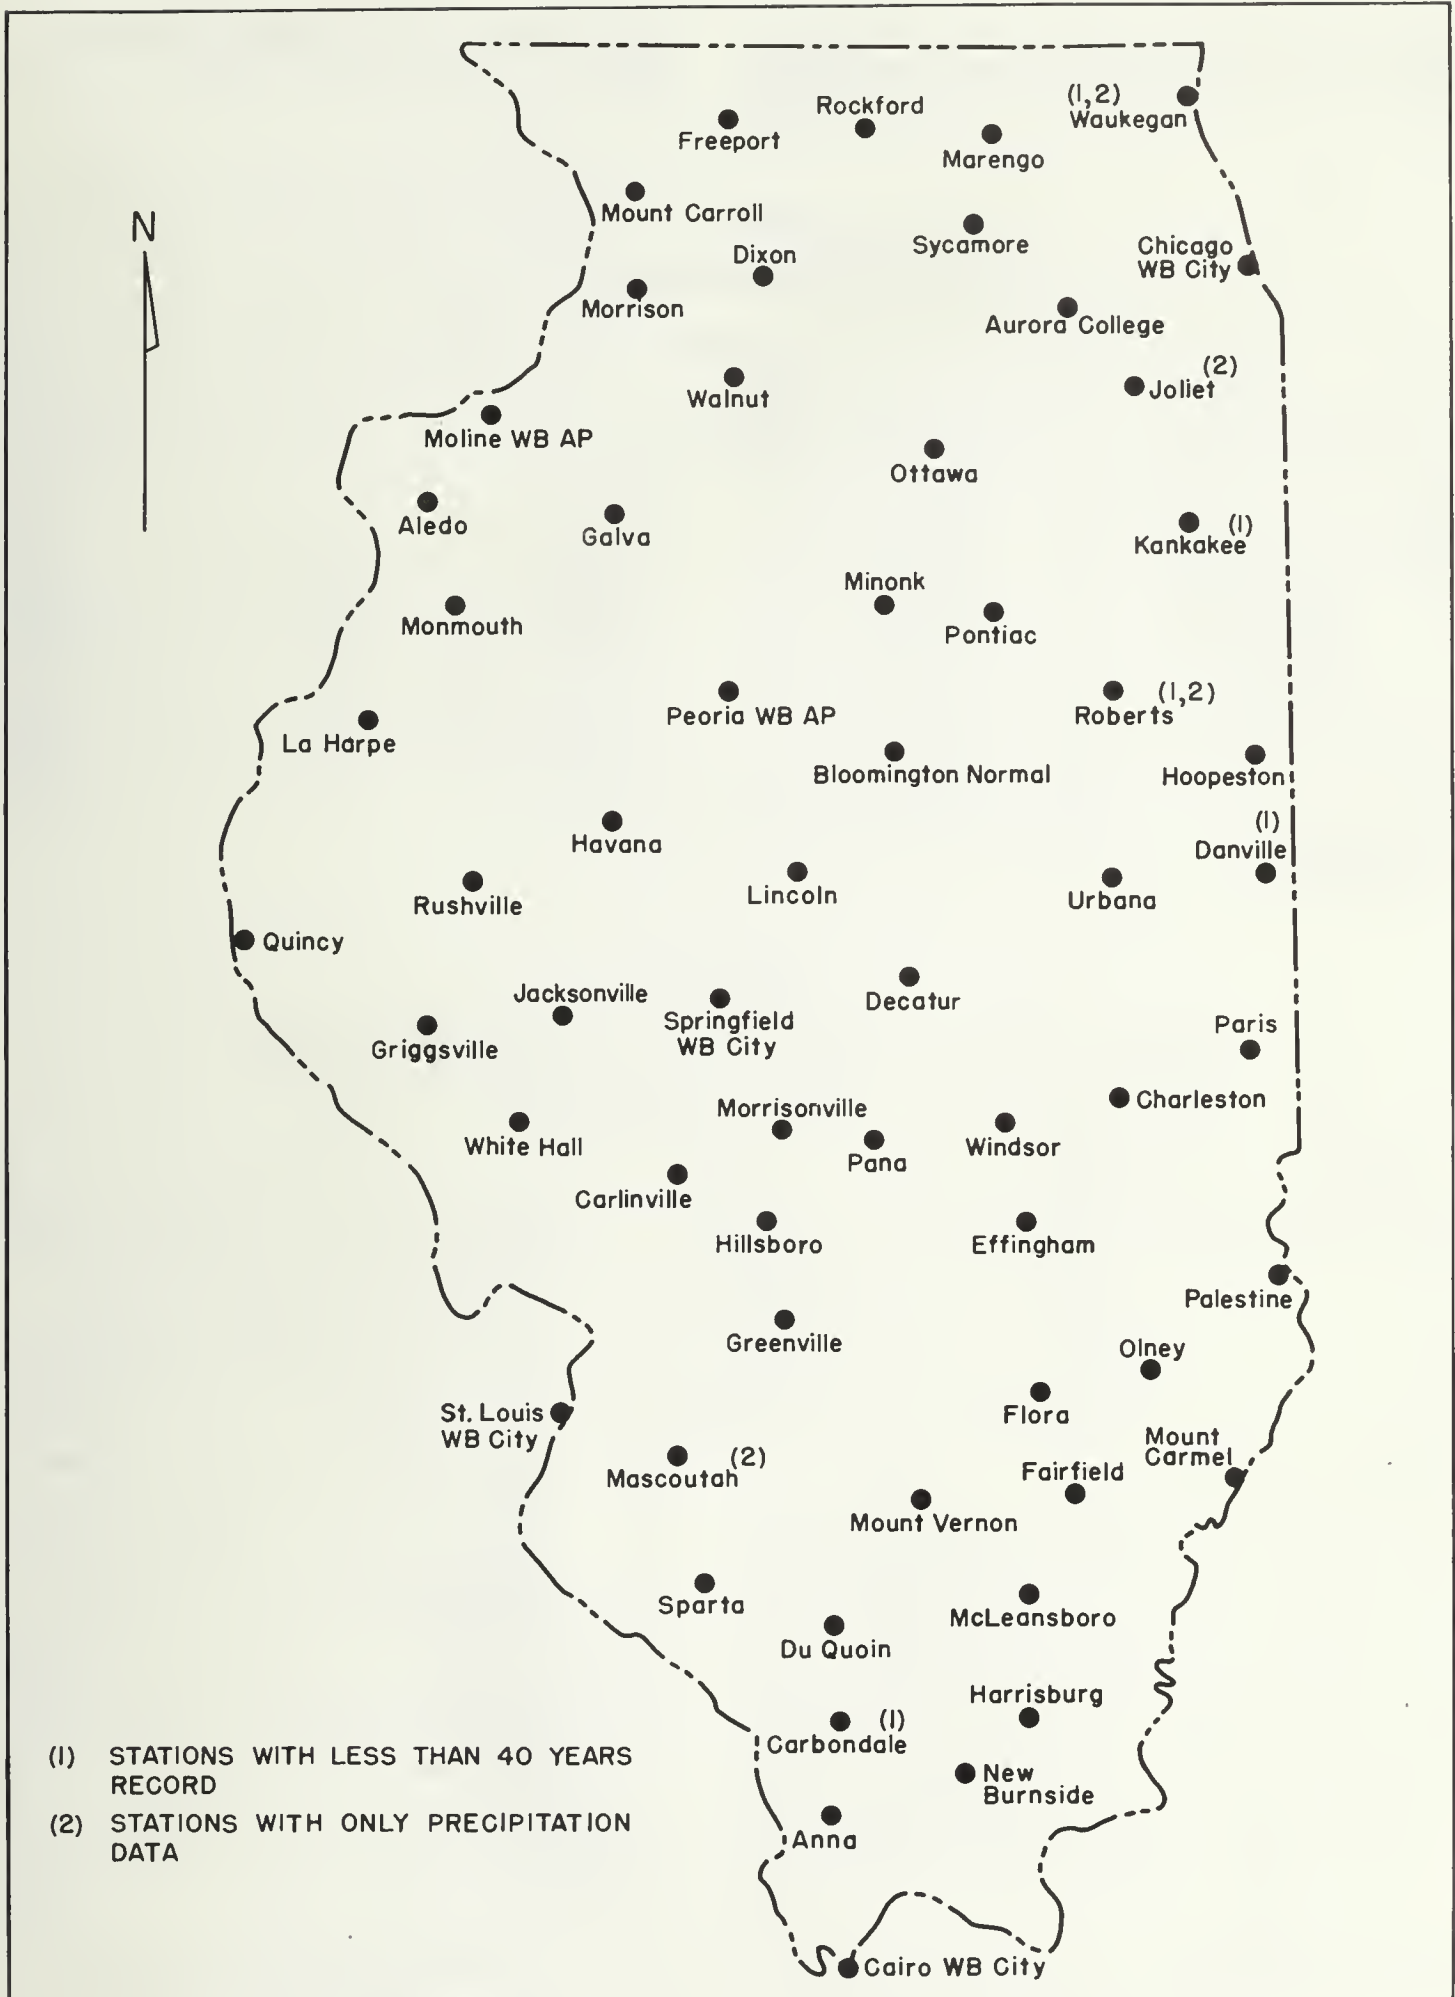 (1,2)
Waukegan
Rockford
Freeport
Marengo
Mount Carroll
N
Sycamore
Dixon
Chicago
WB City
Morrison
Aurora College
(2)
Joliet
Walnut
Moline WB AP
Ottawa
Aledo
Galva
(1)
Kankakee
Minonk
Monmouth
Pontiac
Peoria WB AP
(1,2)
Roberts
La Harpe
Bloomington Normal
Hoopeston
(1)
Danville
Havana
Lincoln
Urbana
Rushville
Quincy
Jacksonville
Decatur
Springfield
WB City
Paris
Griggsville
Charleston
Morrisonville
White Hall
Windsor
Pana
Carlinville
Hillsboro
Effingham
Palestine
Greenville
Olney
Flora
St. Louis
WB City
Mount
Carmel
Mascoutah (2)
Fairfield
Mount Vernon
Sparta
McLeansboro
Du Quoin
Harrisburg
(1)
Carbondale
New
Burnside
Anna
Cairo WB City
(1) STATIONS WITH LESS THAN 40 YEARS
RECORD
(2) STATIONS WITH ONLY PRECIPITATION
DATA